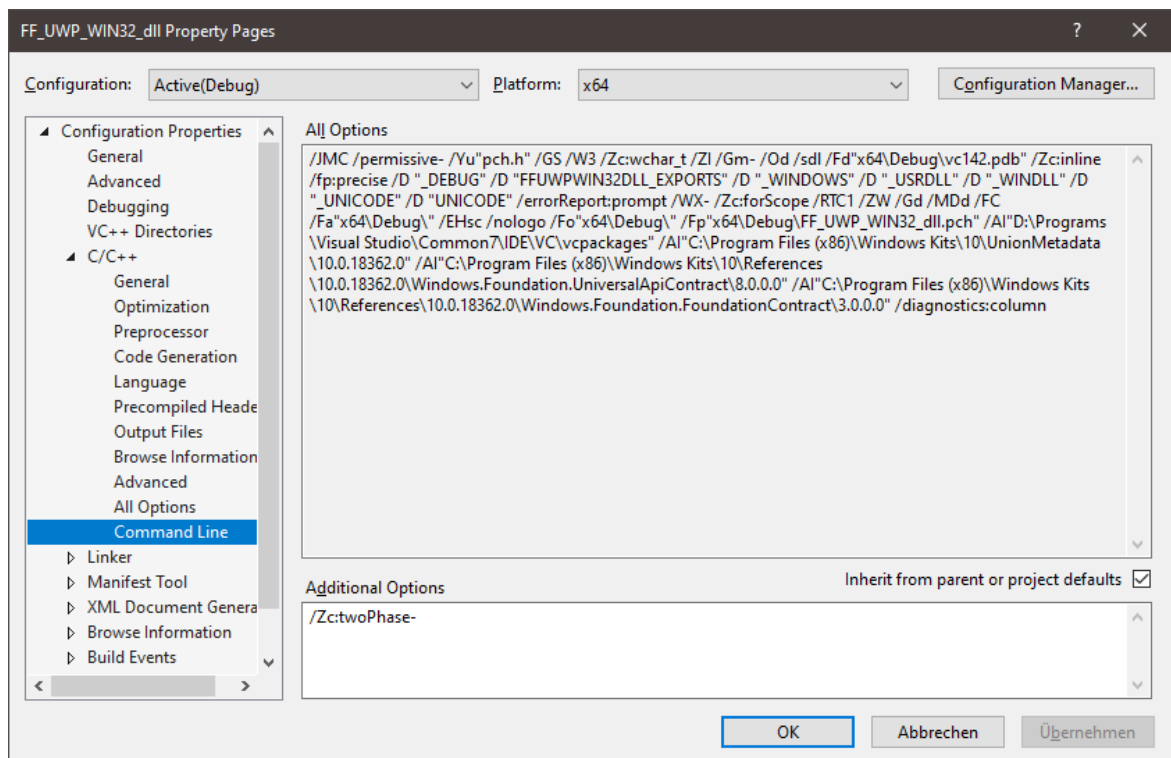 FF_UWP_WIN32_dll Property Pages
? ×
Configuration: Active(Debug) Platform: x64 Configuration Manager...
Configuration Properties
General
Advanced
Debugging
VC++ Directories
C/C++
General
Optimization
Preprocessor
Code Generation
Language
Precompiled Heade
Output Files
Browse Information
Advanced
All Options
Command Line
Linker
Manifest Tool
XML Document Genera
Browse Information
Build Events
All Options
/JMC /permissive- /Yu"pch.h" /GS /W3 /Zc:wchar_t /ZI /Gm- /Od /sdl /Fd"x64\Debug\vc142.pdb" /Zc:inline
/fp:precise /D "_DEBUG" /D "FFUWPWIN32DLL_EXPORTS" /D "_WINDOWS" /D "_USRDLL" /D "_WINDLL" /D
"_UNICODE" /D "UNICODE" /errorReport:prompt /WX- /Zc:forScope /RTC1 /ZW /Gd /MDd /FC
/Fa"x64\Debug\" /EHsc /nologo /Fo"x64\Debug\" /Fp"x64\Debug\FF_UWP_WIN32_dll.pch" /AI"D:\Programs
\Visual Studio\Common7\IDE\VC\vcpackages" /AI"C:\Program Files (x86)\Windows Kits\10\UnionMetadata
\10.0.18362.0" /AI"C:\Program Files (x86)\Windows Kits\10\References
\10.0.18362.0\Windows.Foundation.UniversalApiContract\8.0.0.0" /AI"C:\Program Files (x86)\Windows Kits
\10\References\10.0.18362.0\Windows.Foundation.FoundationContract\3.0.0.0" /diagnostics:column
Additional Options
Inherit from parent or project defaults
/Zc:twoPhase-
OK Abbrechen Übernehmen